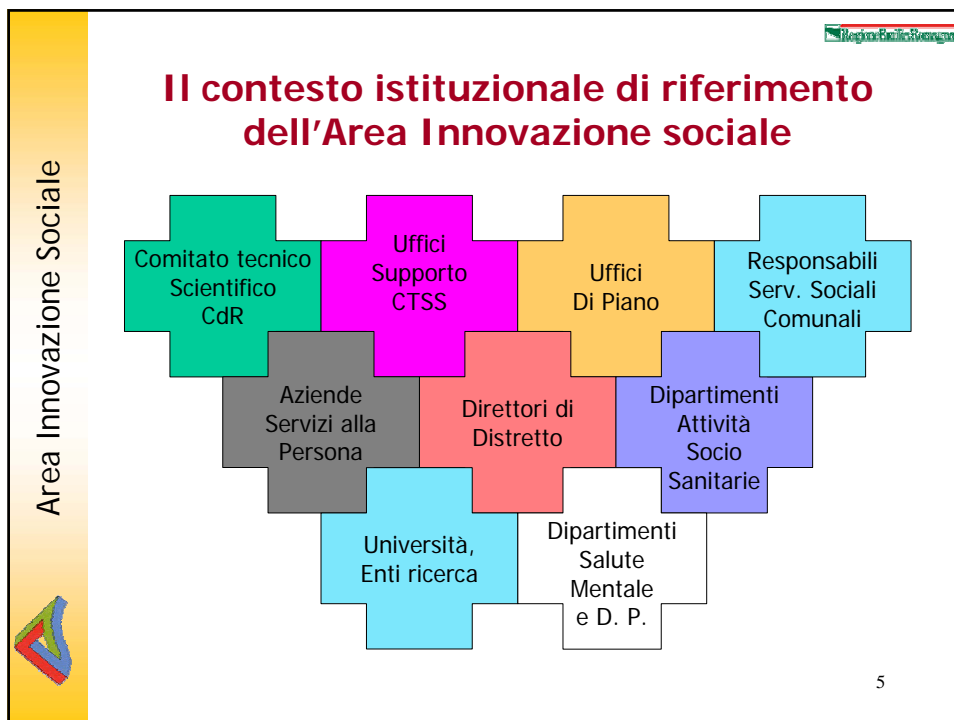 RegioneEmiliaRomagna
Il contesto istituzionale di riferimento
dell'Area Innovazione sociale
Area Innovazione Sociale
Comitato tecnico
Scientifico
CdR
Uffici
Supporto
CTSS
Uffici
Di Piano
Responsabili
Serv. Sociali
Comunali
Aziende
Servizi alla
Persona
Direttori di
Distretto
Dipartimenti
Attività
Socio
Sanitarie
Università,
Enti ricerca
Dipartimenti
Salute
Mentale
e D. P.
5